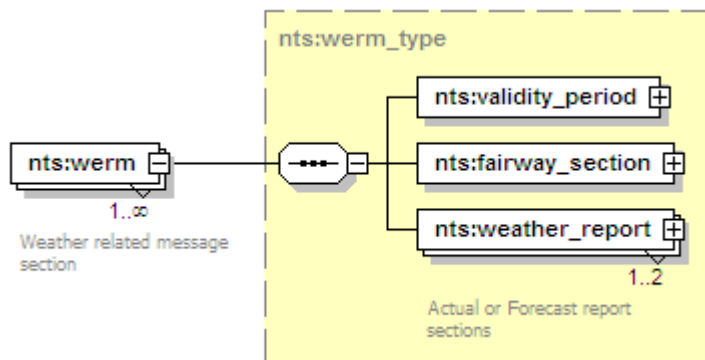 nts:werm_type
nts:validity_period
nts:werm
nts:fairway_section
1..∞
Weather related message
section
nts:weather_report
1..2
Actual or Forecast report
sections